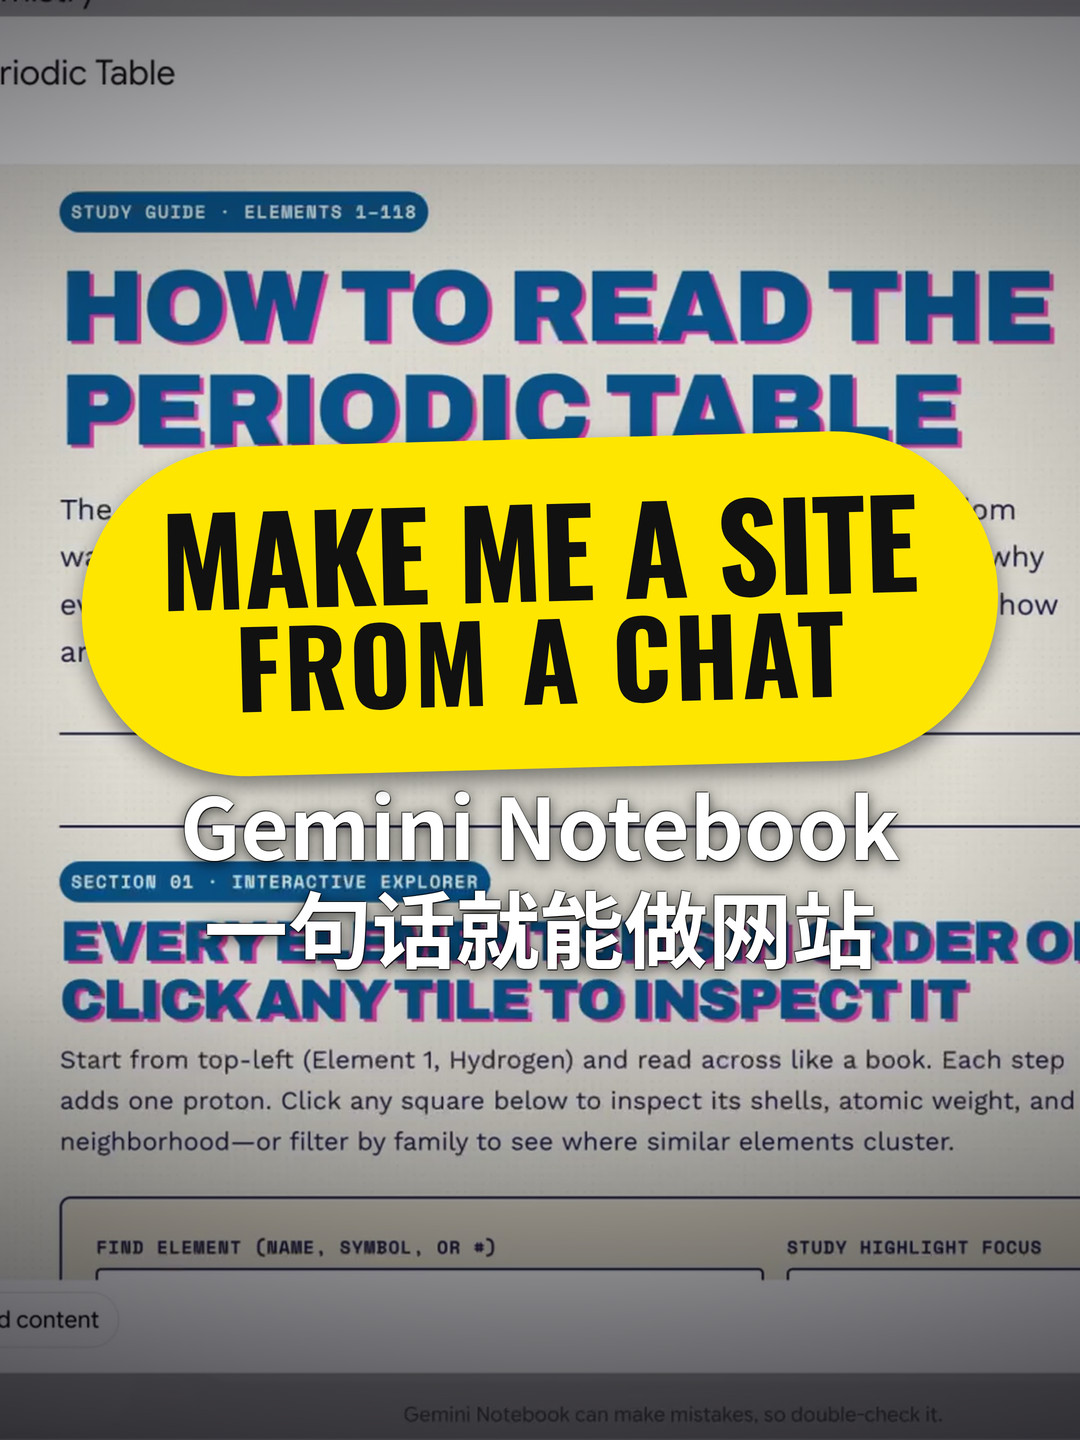 riodic Table
STUDY GUIDE · ELEMENTS 1–118
HOW TO READ THE
PERIODIC TABLE
The
why
how
MAKE ME A SITE
FROM A CHAT
Gemini Notebook
一句话就能做网站
SECTION 01 · INTERACTIVE EXPLORER
EVERY RDER
CLICK ANY TILE TO INSPECT IT
Start from top-left (Element 1, Hydrogen) and read across like a book. Each step
adds one proton. Click any square below to inspect its shells, atomic weight, and
neighborhood—or filter by family to see where similar elements cluster.
FIND ELEMENT (NAME, SYMBOL, OR #)
STUDY HIGHLIGHT FOCUS
d content
Gemini Notebook can make mistakes, so double-check it.